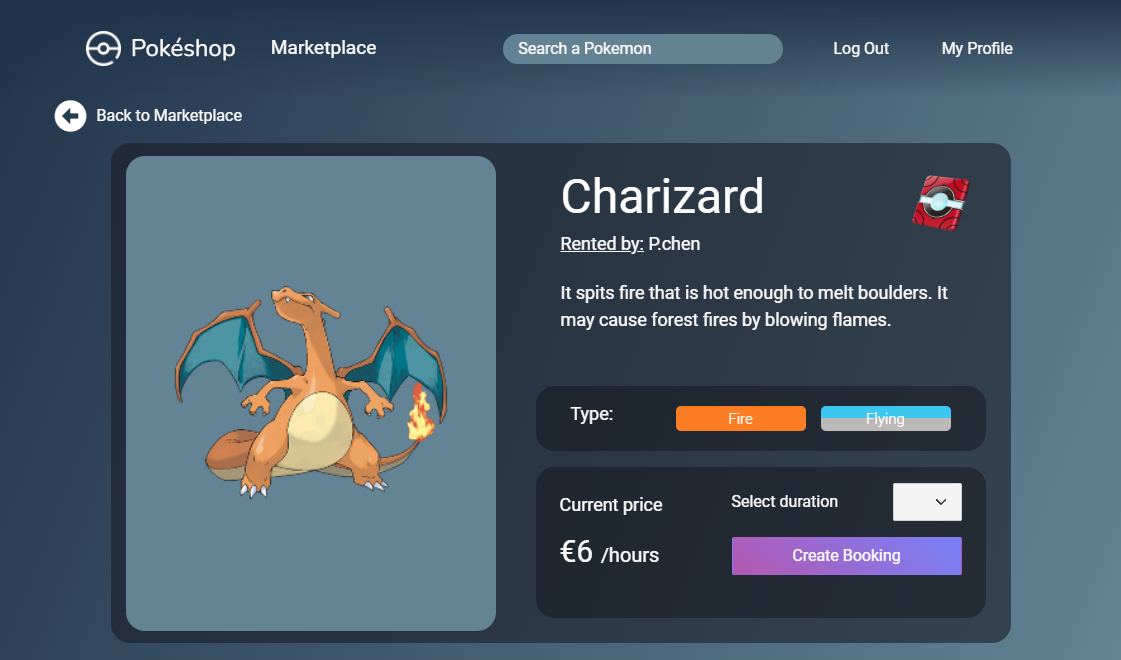 Pokéshop
Marketplace
Search a Pokemon
Log Out
My Profile
Back to Marketplace
Charizard
Rented by: P.chen
It spits fire that is hot enough to melt boulders. It
may cause forest fires by blowing flames.
Type:
Fire
Flying
Current price
Select duration
€6 /hours
Create Booking